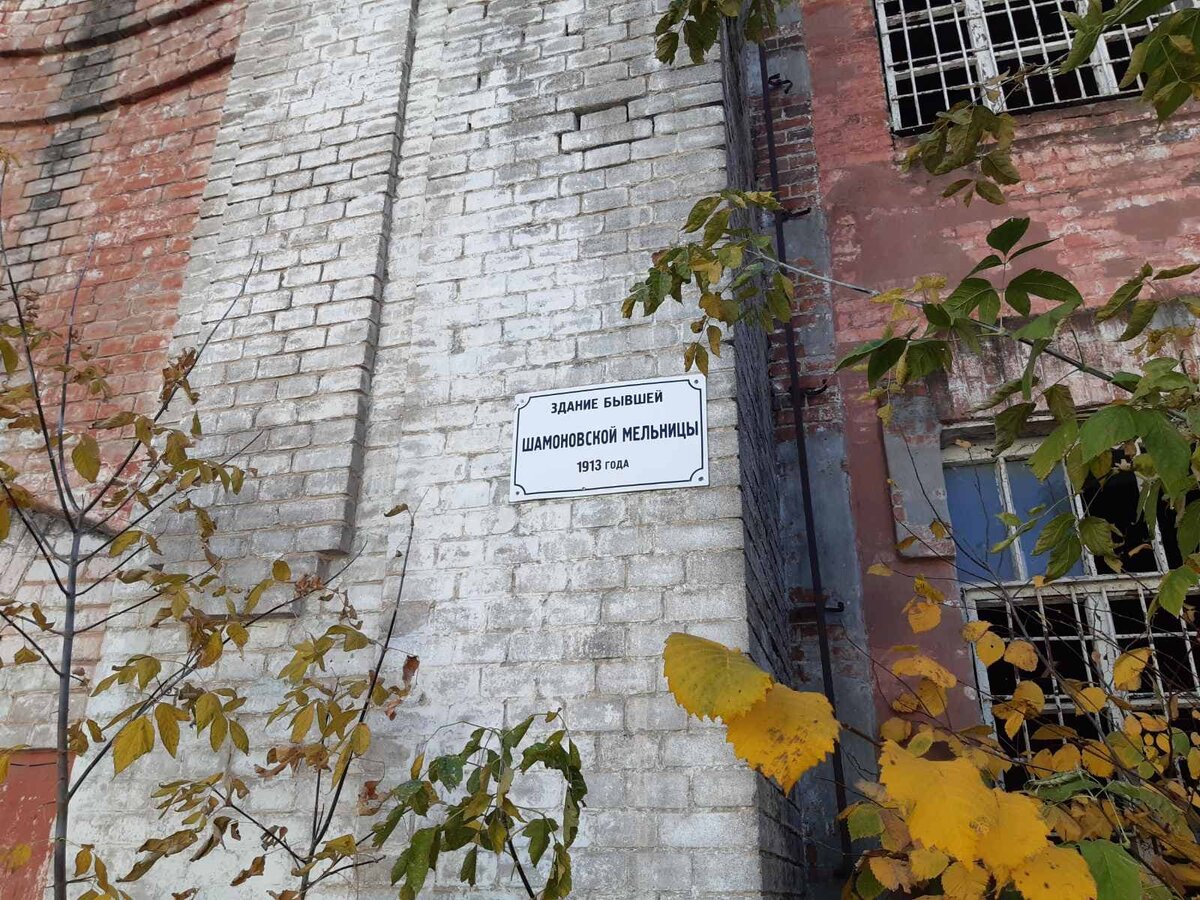 ЗДАНИЕ БЫВШЕЙ
ШАМОНОВСКОЙ МЕЛЬНИЦЫ
1913 ГОДА